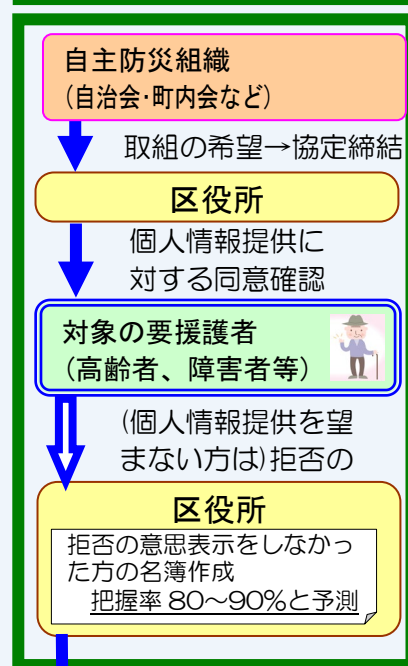 自主防災組織
(自治会･町内会など)
取組の希望→協定締結
区役所
個人情報提供に
対する同意確認
対象の要援護者
(高齢者、障害者等)
(個人情報提供を望
まない方は)拒否の
区役所
拒否の意思表示をしなかっ
た方の名簿作成
把握率 80～90%と予測